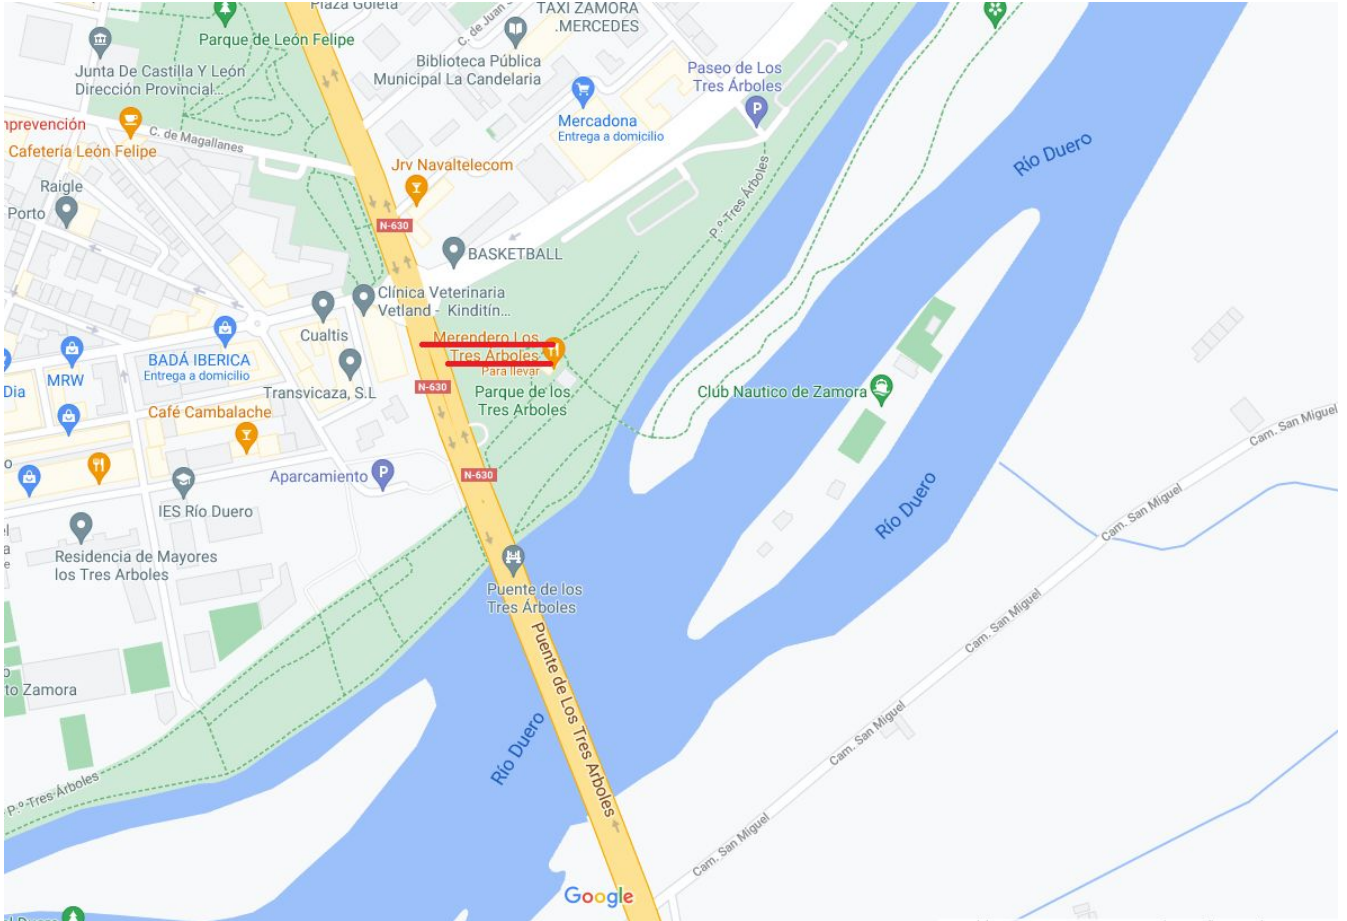 Plaza Goleta
C. de Juan S
TAXI ZAMORA
.MERCEDES
Parque de León Felipe
Junta De Castilla Y León
Dirección Provincial...
Biblioteca Pública
Municipal La Candelaria
Paseo de Los
Tres Árboles
P
Mercadona
Entrega a domicilio
nprevención
C. de Magallanes
Cafetería León Felipe
Río Duero
Jrv Navaltelecom
Raigle
Porto
P.º Tres Árboles
N-630
BASKETBALL
Clínica Veterinaria
Vetland - Kinditín...
Cualtis
Merendero Los
Tres Árboles
Para llevar
BADÁ IBERICA
Entrega a domicilio
MRW
Dia
Transvicaza, S.L
N-630
Parque de los
Tres Arboles
Club Nautico de Zamora
Café Cambalache
Cam. San Miguel
Aparcamiento
P
N-630
IES Río Duero
Río Duero
Cam. San Miguel
Residencia de Mayores
los Tres Arboles
Puente de los
Tres Árboles
Cam. San Miguel
Puente de Los Tres Arboles
to Zamora
Río Duero
Cam. San Miguel
P.º Tres Árboles
Cam. San Miguel
Google